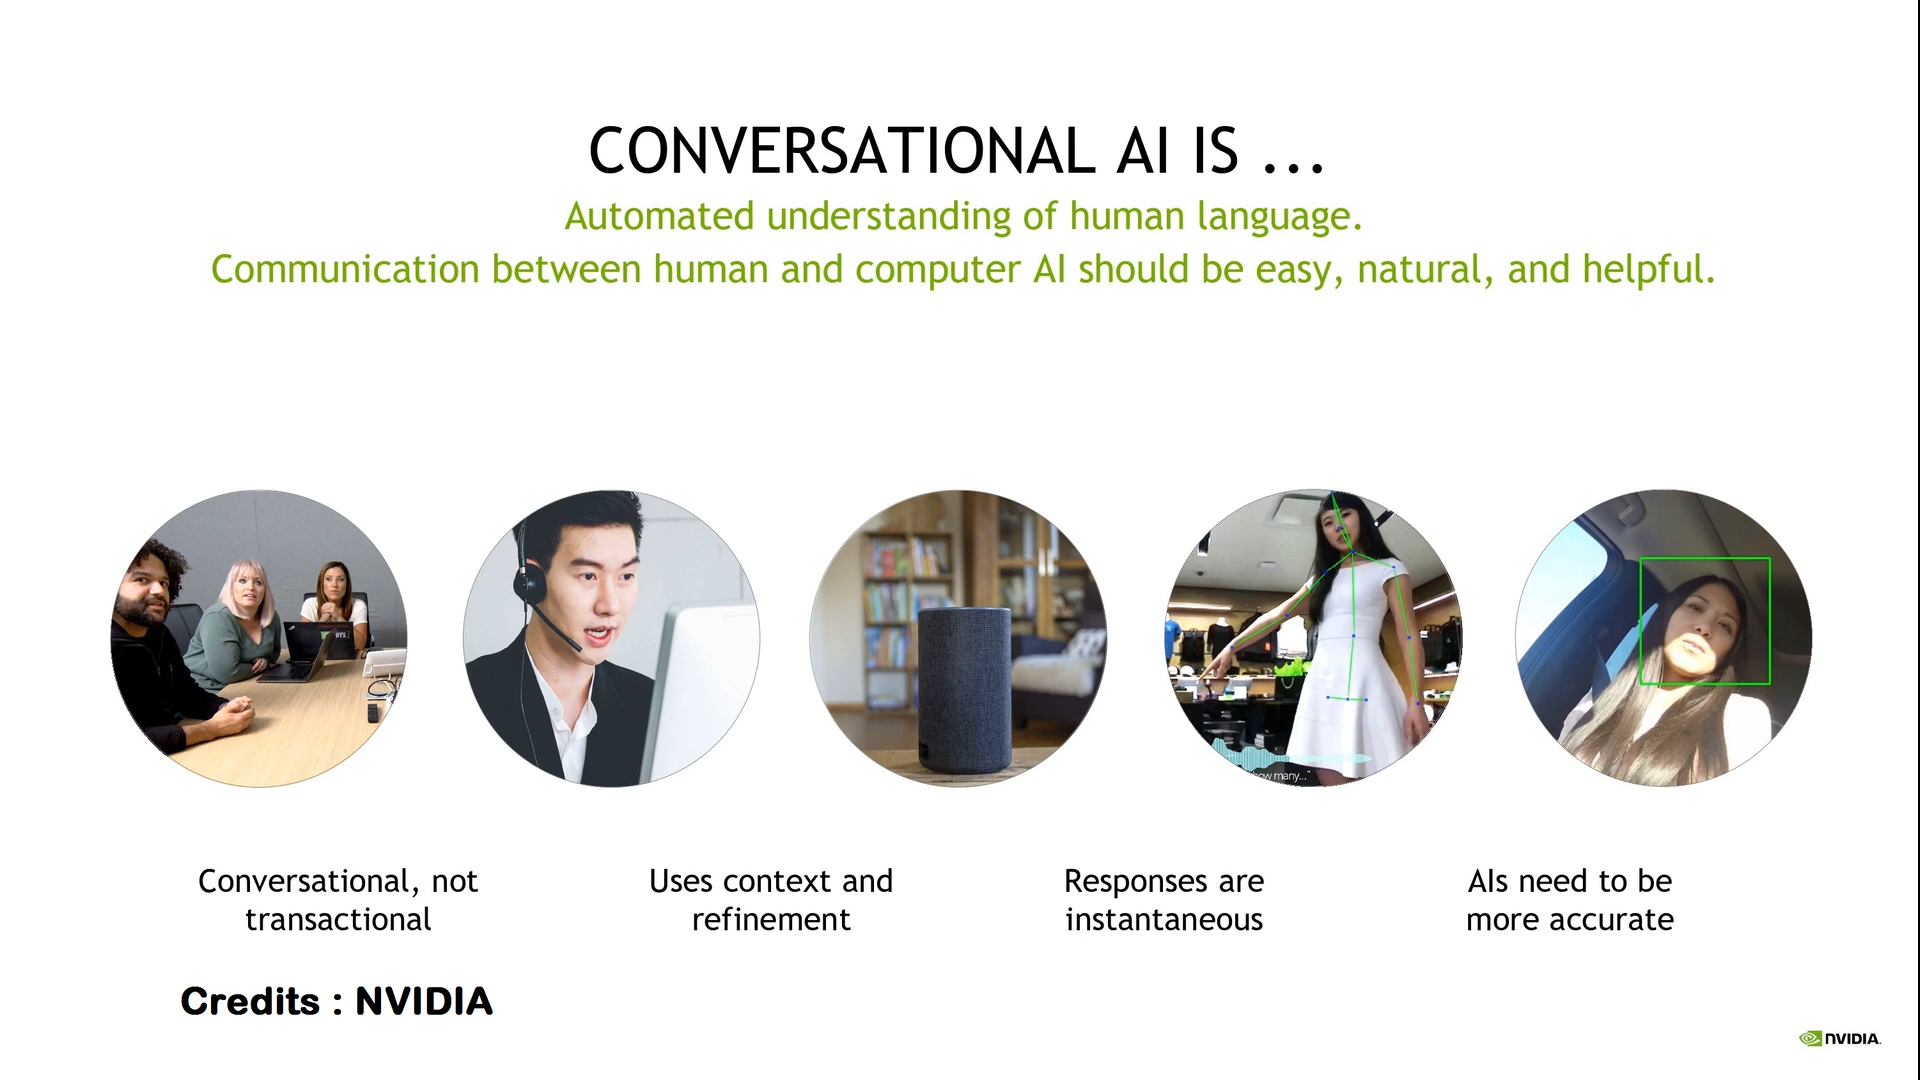 CONVERSATIONAL AI IS ...
Automated understanding of human language.
Communication between human and computer AI should be easy, natural, and helpful.
how many..."
Conversational, not
transactional
Uses context and
refinement
Responses are
instantaneous
AIs need to be
more accurate
Credits : NVIDIA
NVIDIA.